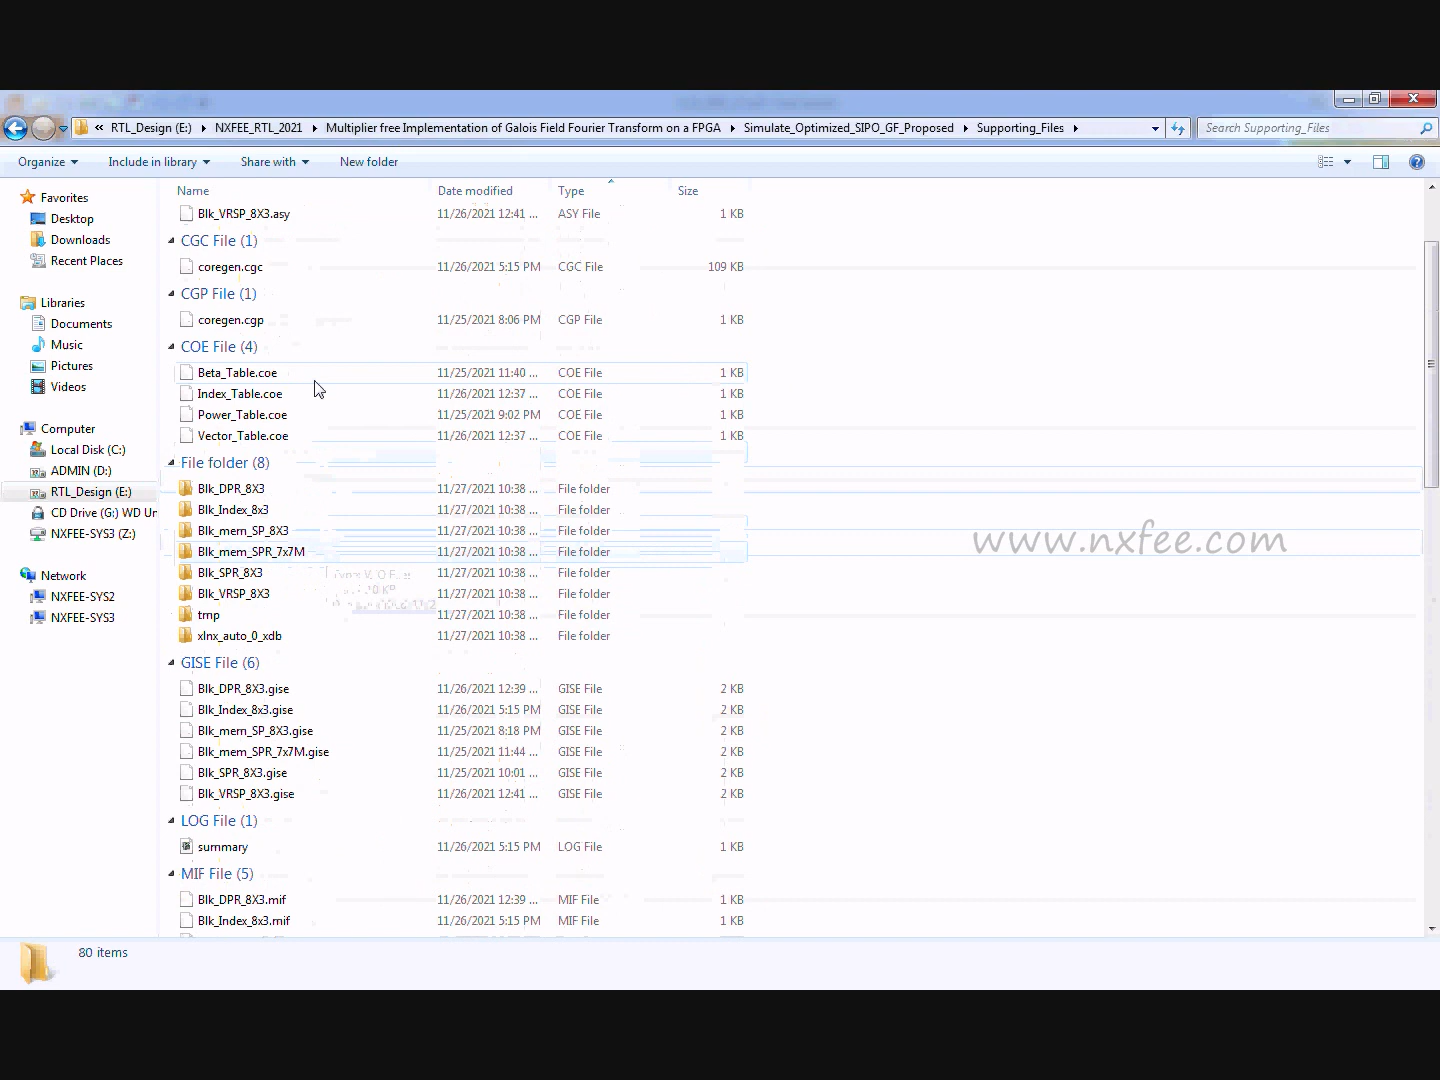 « RTL_Design (E:) ▸ NXFEE_RTL_2021 ▸ Multiplier free Implementation of Galois Field Fourier Transform on a FPGA ▸ Simulate_Optimized_SIPO_GF_Proposed ▸ Supporting_Files ▸
Search Supporting_Files
Organize Include in library Share with New folder
Favorites
Desktop
Downloads
Recent Places
Libraries
Documents
Music
Pictures
Videos
Computer
Local Disk (C:)
ADMIN (D:)
RTL_Design (E:)
CD Drive (G:) WD Un
NXFEE-SYS3 (Z:)
Network
NXFEE-SYS2
NXFEE-SYS3
Name Date modified Type Size
Blk_VRSP_8X3.asy 11/26/2021 12:41 ... ASY File 1 KB
CGC File (1)
coregen.cgc 11/26/2021 5:15 PM CGC File 109 KB
CGP File (1)
coregen.cgp 11/25/2021 8:06 PM CGP File 1 KB
COE File (4)
Beta_Table.coe 11/25/2021 11:40 ... COE File 1 KB
Index_Table.coe 11/26/2021 12:37 ... COE File 1 KB
Power_Table.coe 11/25/2021 9:02 PM COE File 1 KB
Vector_Table.coe 11/26/2021 12:37 ... COE File 1 KB
File folder (8)
Blk_DPR_8X3 11/27/2021 10:38 ... File folder
Blk_Index_8x3 11/27/2021 10:38 ... File folder
Blk_mem_SP_8X3 11/27/2021 10:38 ... File folder
Blk_mem_SPR_7x7M 11/27/2021 10:38 ... File folder
Blk_SPR_8X3 11/27/2021 10:38 ... File folder
Blk_VRSP_8X3 11/27/2021 10:38 ... File folder
tmp 11/27/2021 10:38 ... File folder
xlnx_auto_0_xdb 11/27/2021 10:38 ... File folder
GISE File (6)
Blk_DPR_8X3.gise 11/26/2021 12:39 ... GISE File 2 KB
Blk_Index_8x3.gise 11/26/2021 5:15 PM GISE File 2 KB
Blk_mem_SP_8X3.gise 11/25/2021 8:18 PM GISE File 2 KB
Blk_mem_SPR_7x7M.gise 11/25/2021 11:44 ... GISE File 2 KB
Blk_SPR_8X3.gise 11/25/2021 10:01 ... GISE File 2 KB
Blk_VRSP_8X3.gise 11/26/2021 12:41 ... GISE File 2 KB
LOG File (1)
summary 11/26/2021 5:15 PM LOG File 1 KB
MIF File (5)
Blk_DPR_8X3.mif 11/26/2021 12:39 ... MIF File 1 KB
Blk_Index_8x3.mif 11/26/2021 5:15 PM MIF File 1 KB
www.nxfee.com
80 items